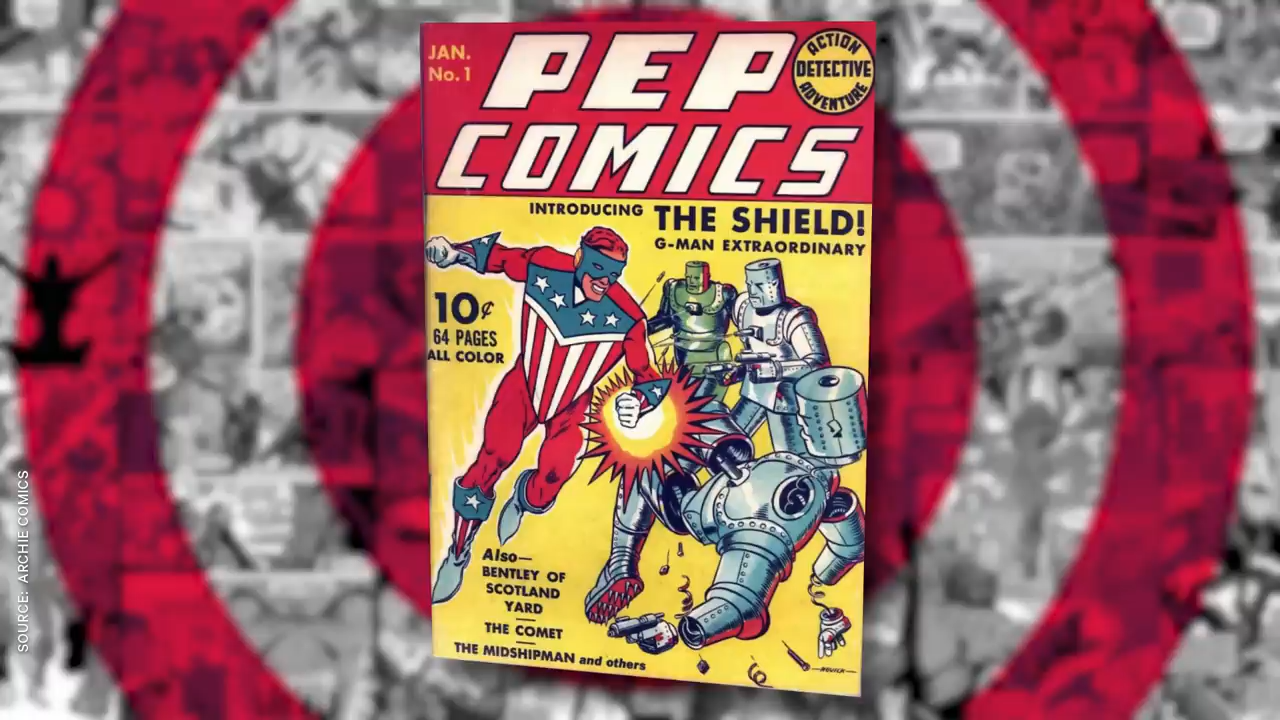 JAN.
No. 1
PEP
COMICS
ACTION
DETECTIVE
ADVENTURE
INTRODUCING THE SHIELD!
G-MAN EXTRAORDINARY
10¢
64 PAGES
ALL COLOR
Also—
BENTLEY OF
SCOTLAND
YARD
THE COMET
THE MIDSHIPMAN and others
NOVICK
SOURCE: ARCHIE COMICS